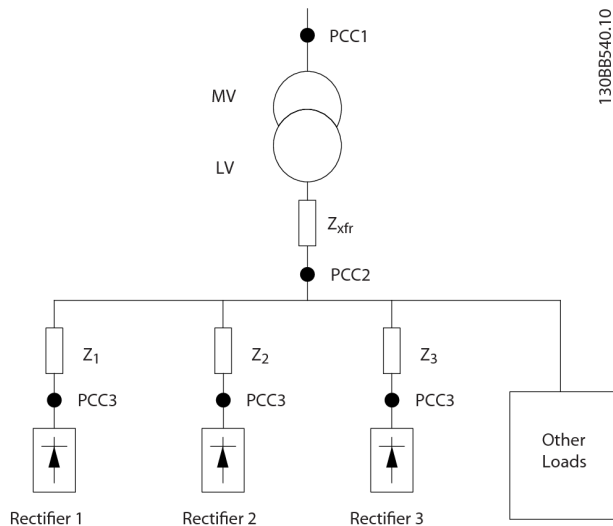 PCC1
130BB540.10
MV
LV
Zxfr
PCC2
Z1
Z2
Z3
PCC3
PCC3
PCC3
Other
Loads
Rectifier 1
Rectifier 2
Rectifier 3